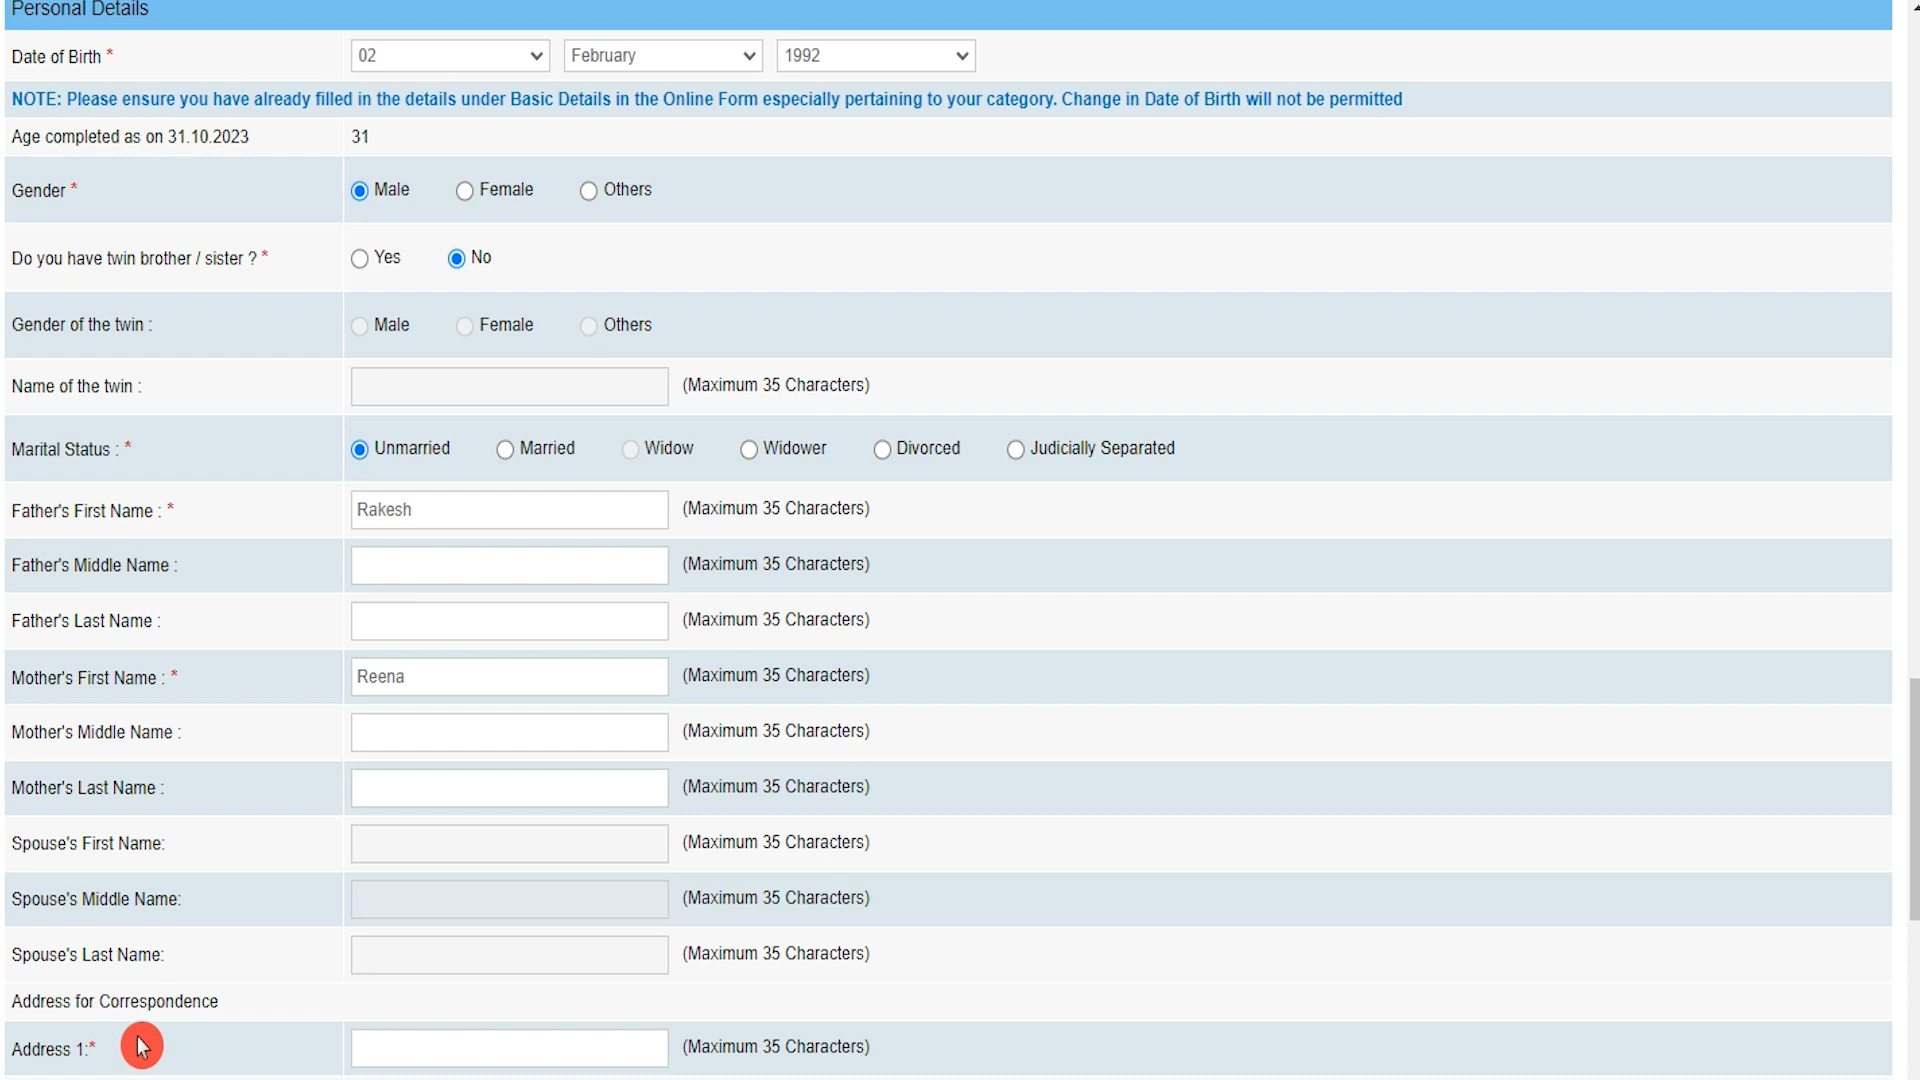 Personal Details
Date of Birth * 02 February 1992
NOTE: Please ensure you have already filled in the details under Basic Details in the Online Form especially pertaining to your category. Change in Date of Birth will not be permitted
Age completed as on 31.10.2023 31
Gender * Male Female Others
Do you have twin brother / sister ? * Yes No
Gender of the twin : Male Female Others
Name of the twin : (Maximum 35 Characters)
Marital Status : * Unmarried Married Widow Widower Divorced Judicially Separated
Father's First Name : * Rakesh (Maximum 35 Characters)
Father's Middle Name : (Maximum 35 Characters)
Father's Last Name : (Maximum 35 Characters)
Mother's First Name : * Reena (Maximum 35 Characters)
Mother's Middle Name : (Maximum 35 Characters)
Mother's Last Name : (Maximum 35 Characters)
Spouse's First Name: (Maximum 35 Characters)
Spouse's Middle Name: (Maximum 35 Characters)
Spouse's Last Name: (Maximum 35 Characters)
Address for Correspondence
Address 1:* (Maximum 35 Characters)